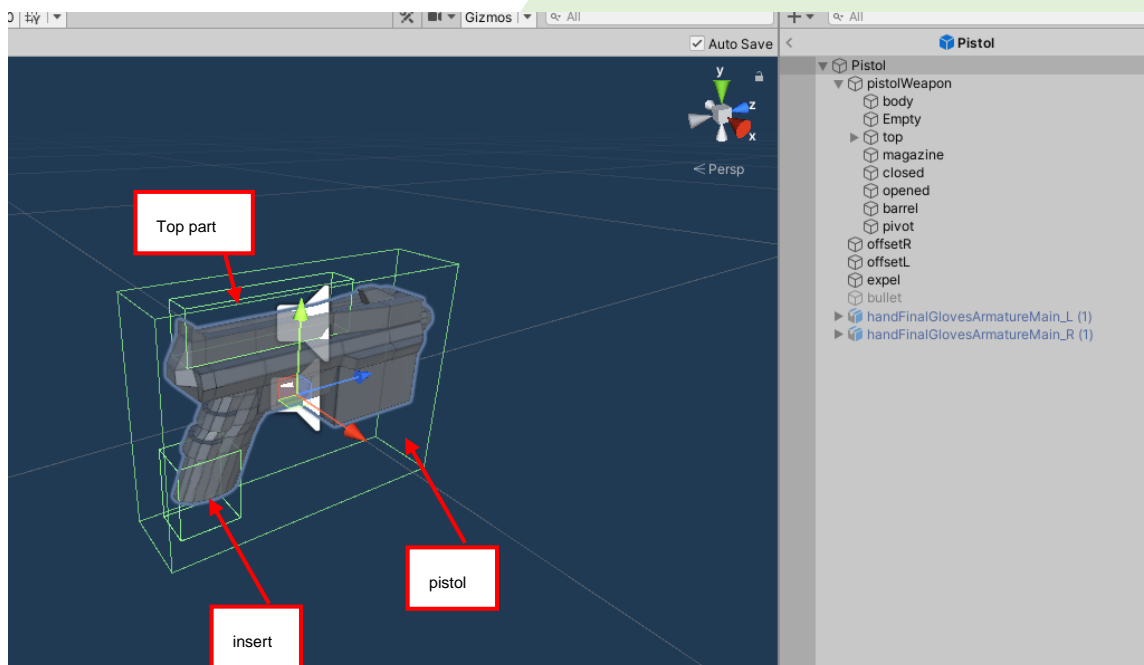 Gizmos
All
All
Auto Save
Pistol
Pistol
pistolWeapon
body
Empty
top
magazine
closed
opened
barrel
pivot
offsetR
offsetL
expel
bullet
handFinalGlovesArmatureMain_L (1)
handFinalGlovesArmatureMain_R (1)
y
z
x
Persp
Top part
pistol
insert